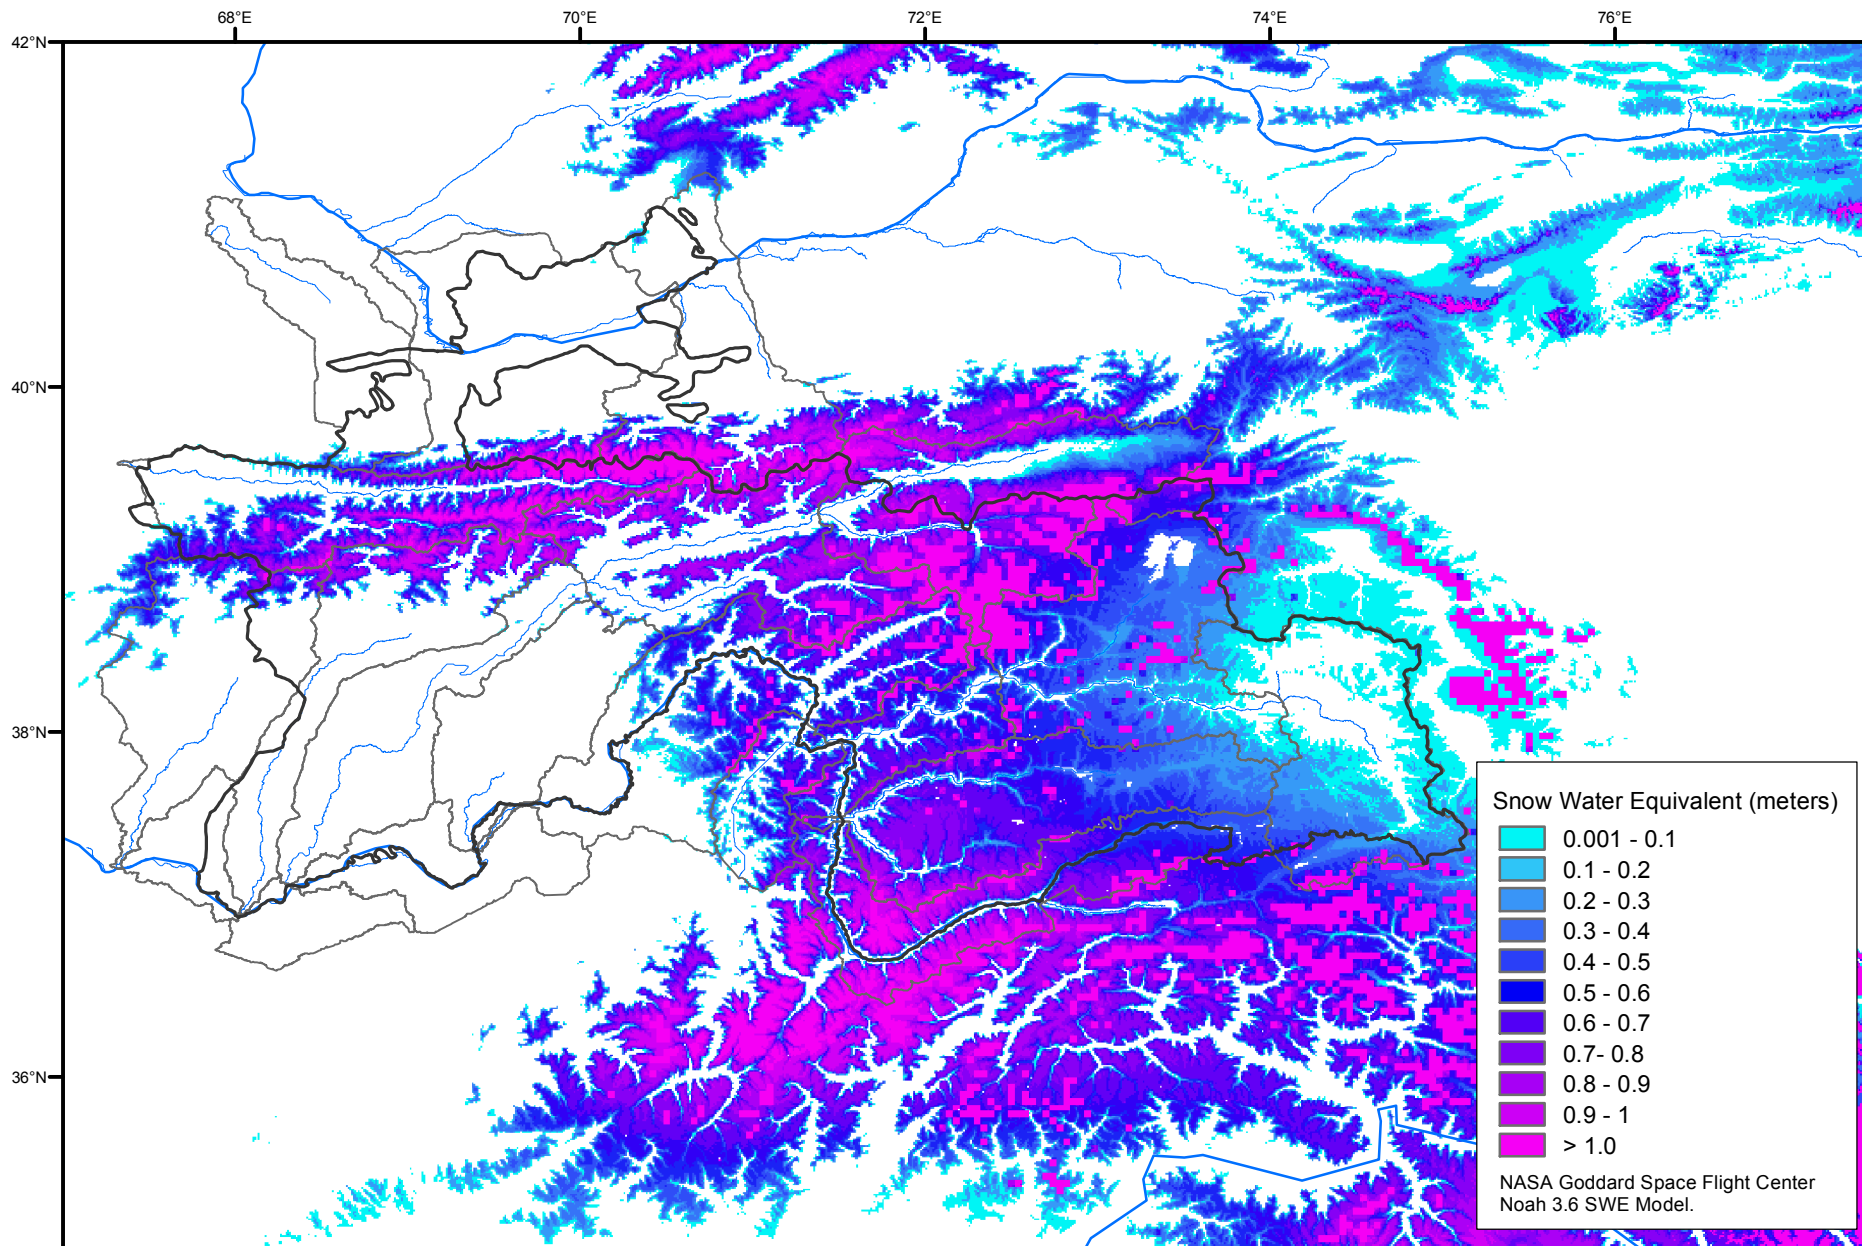 68°E 70°E 72°E 74°E 76°E
42°N
40°N
38°N
36°N
Snow Water Equivalent (meters)
0.001 - 0.1
0.1 - 0.2
0.2 - 0.3
0.3 - 0.4
0.4 - 0.5
0.5 - 0.6
0.6 - 0.7
0.7- 0.8
0.8 - 0.9
0.9 - 1
> 1.0
NASA Goddard Space Flight Center
Noah 3.6 SWE Model.